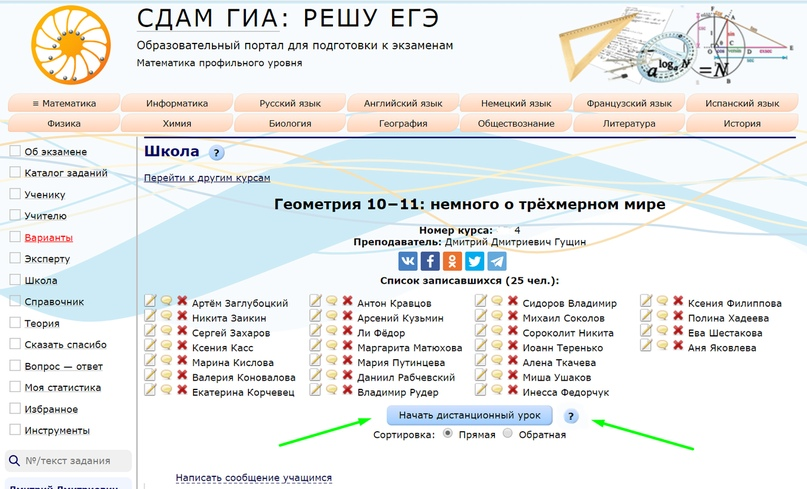 СДАМ ГИА: РЕШУ ЕГЭ
Образовательный портал для подготовки к экзаменам
Математика профильного уровня
≡ Математика
Информатика
Русский язык
Английский язык
Немецкий язык
Французский язык
Испанский язык
Физика
Химия
Биология
География
Обществознание
Литература
История
Об экзамене
Каталог заданий
Ученику
Учителю
Варианты
Эксперту
Школа
Справочник
Теория
Сказать спасибо
Вопрос — ответ
Моя статистика
Избранное
Инструменты
№/текст задания
Школа ?
Перейти к другим курсам
Геометрия 10−11: немного о трёхмерном мире
Номер курса: 4
Преподаватель: Дмитрий Дмитриевич Гущин
Список записавшихся (25 чел.):
Артём Заглубоцкий
Никита Заикин
Сергей Захаров
Ксения Касс
Марина Кислова
Валерия Коновалова
Екатерина Корчевец
Антон Кравцов
Арсений Кузьмин
Ли Фёдор
Маргарита Матюхова
Мария Путинцева
Даниил Рабчевский
Владимир Рудер
Сидоров Владимир
Михаил Соколов
Сороколит Никита
Иоанн Теренько
Алена Ткачева
Миша Ушаков
Инесса Федорчук
Ксения Филиппова
Полина Хадеева
Ева Шестакова
Аня Яковлева
Начать дистанционный урок ?
Сортировка: Прямая Обратная
Написать сообщение учащимся